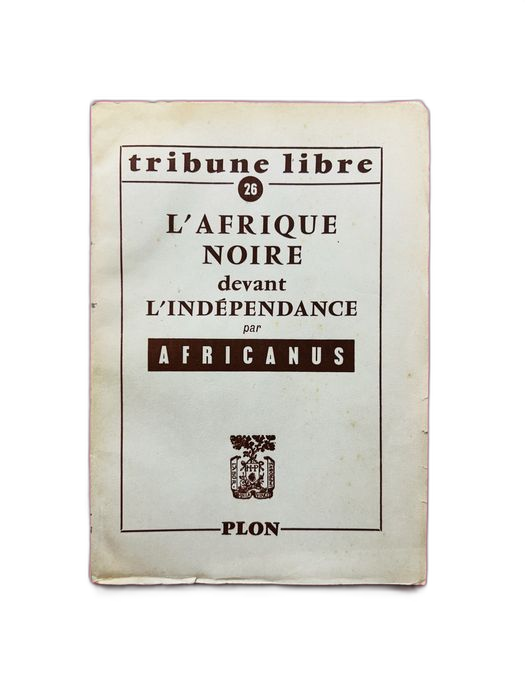 tribune libre
26
L'AFRIQUE
NOIRE
devant
L'INDÉPENDANCE
par
AFRICANUS
PLON